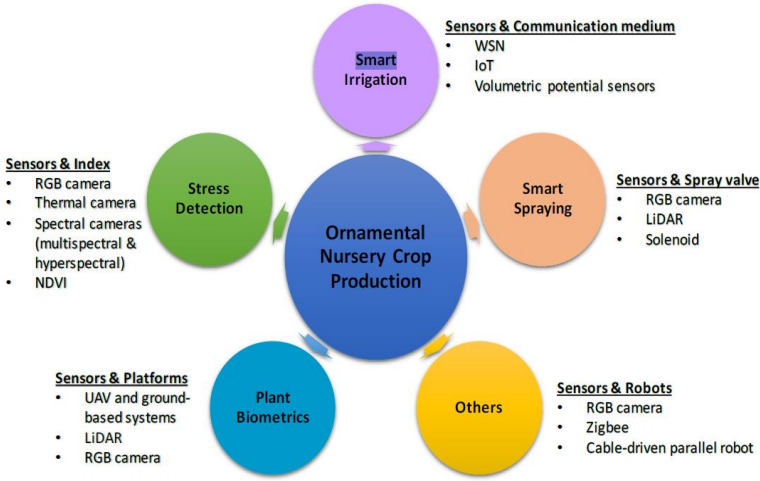 Smart
Irrigation
Sensors & Communication medium
• WSN
• IoT
• Volumetric potential sensors
Sensors & Index
• RGB camera
• Thermal camera
• Spectral cameras
(multispectral &
hyperspectral)
• NDVI
Stress
Detection
Smart
Spraying
Sensors & Spray valve
• RGB camera
• LiDAR
• Solenoid
Ornamental
Nursery Crop
Production
Sensors & Platforms
• UAV and ground-
based systems
• LiDAR
• RGB camera
Plant
Biometrics
Others
Sensors & Robots
• RGB camera
• Zigbee
• Cable-driven parallel robot